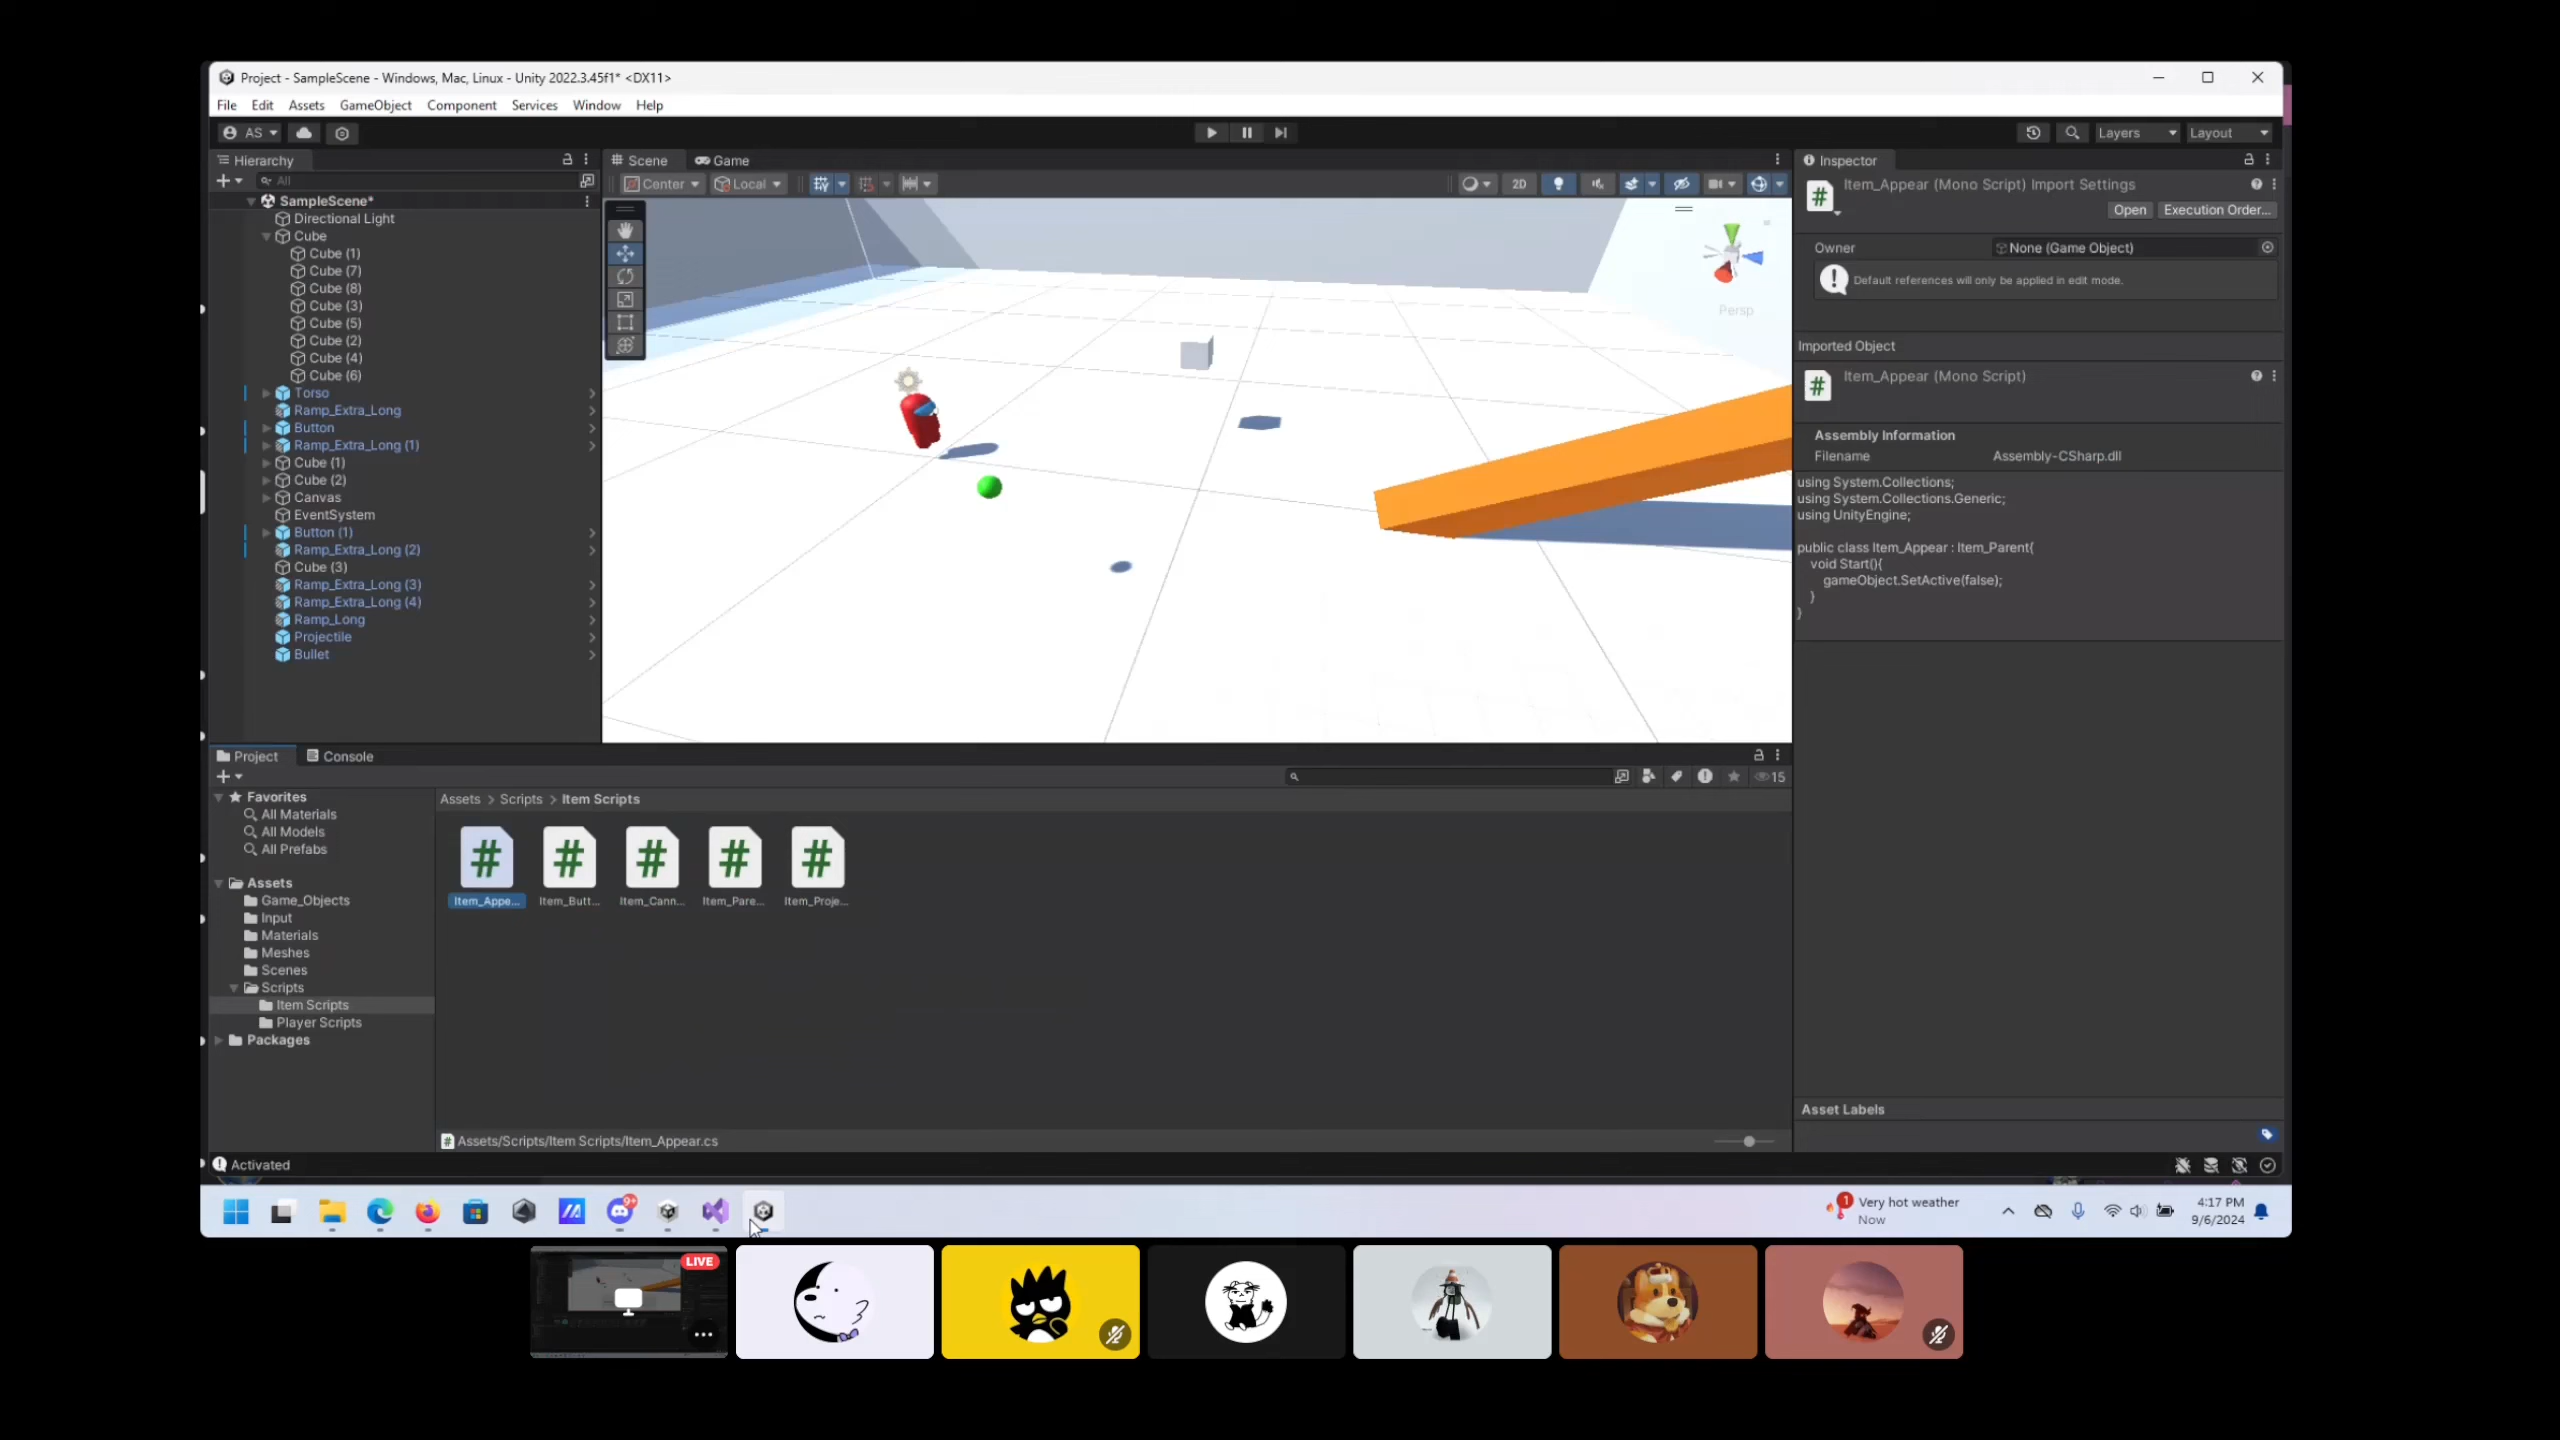 Project - SampleScene - Windows, Mac, Linux - Unity 2022.3.45f1* <DX11>
File Edit Assets GameObject Component Services Window Help
AS
Layers Layout
Hierarchy
All
SampleScene*
Directional Light
Cube
Cube (1)
Cube (7)
Cube (8)
Cube (3)
Cube (5)
Cube (2)
Cube (4)
Cube (6)
Torso
Ramp_Extra_Long
Button
Ramp_Extra_Long (1)
Cube (1)
Cube (2)
Canvas
EventSystem
Button (1)
Ramp_Extra_Long (2)
Cube (3)
Ramp_Extra_Long (3)
Ramp_Extra_Long (4)
Ramp_Long
Projectile
Bullet
Scene Game
Center Local 2D
Persp
Inspector
Item_Appear (Mono Script) Import Settings
Open Execution Order...
Owner None (Game Object)
Default references will only be applied in edit mode.
Imported Object
Item_Appear (Mono Script)
Assembly Information
Filename Assembly-CSharp.dll
using System.Collections;
using System.Collections.Generic;
using UnityEngine;
public class Item_Appear : Item_Parent{
void Start(){
gameObject.SetActive(false);
}
}
Asset Labels
Project Console
15
Favorites
All Materials
All Models
All Prefabs
Assets
Game_Objects
Input
Materials
Meshes
Scenes
Scripts
Item Scripts
Player Scripts
Packages
Assets > Scripts > Item Scripts
# # # # #
Item_Appe... Item_Butt... Item_Cann... Item_Pare... Item_Proje...
Assets/Scripts/Item Scripts/Item_Appear.cs
Activated
9+
1
Very hot weather
Now
4:17 PM
9/6/2024
LIVE